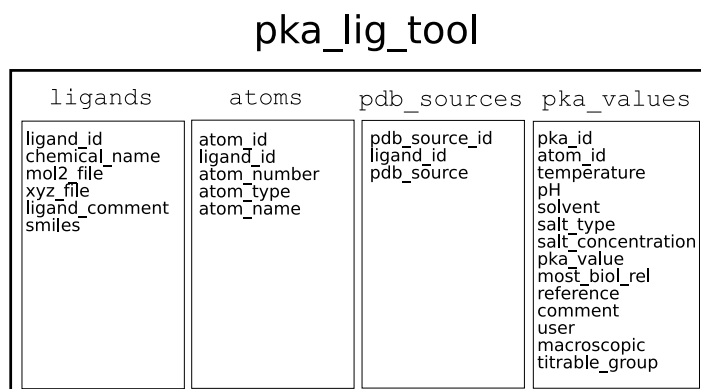 pka_lig_tool
ligands
atoms
pdb_sources
pka_values
ligand_id
chemical_name
mol2_file
xyz_file
ligand_comment
smiles
atom_id
ligand_id
atom_number
atom_type
atom_name
pdb_source_id
ligand_id
pdb_source
pka_id
atom_id
temperature
pH
solvent
salt_type
salt_concentration
pka_value
most_biol_rel
reference
comment
user
macroscopic
titrable_group